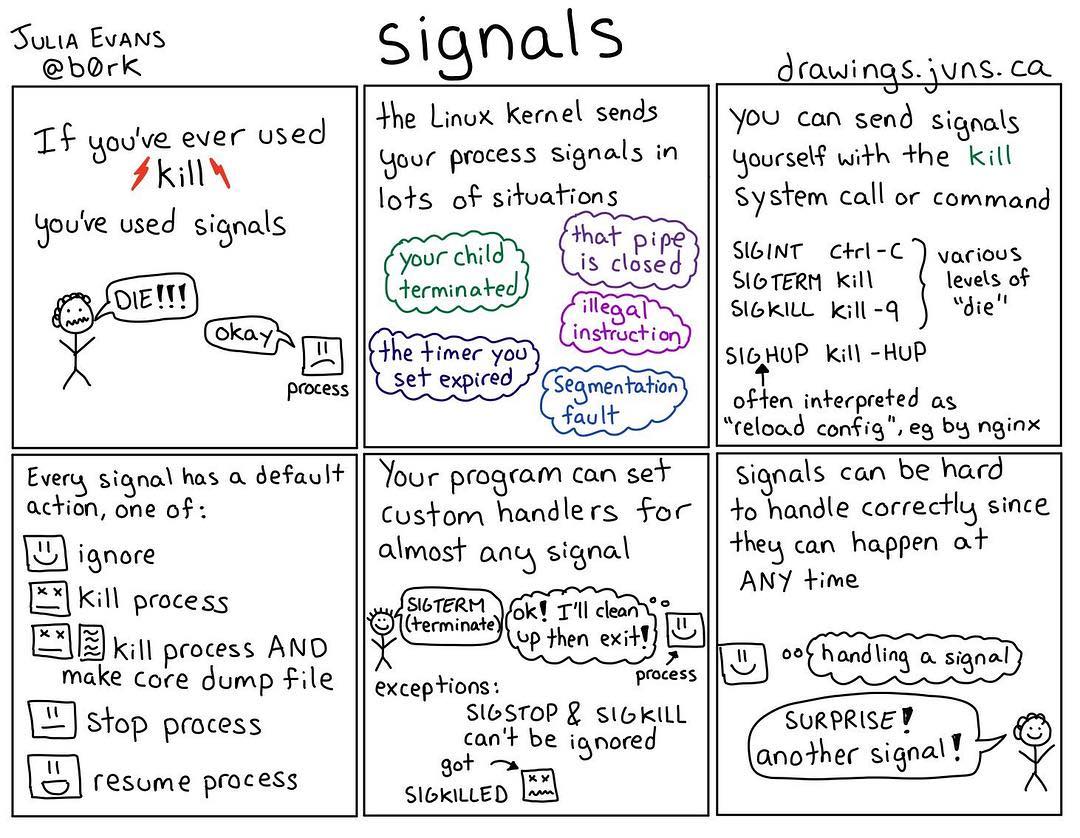 JULIA EVANS
@b0rk
signals
drawings.jvns.ca
If you've ever used
kill
you've used signals
DIE!!!
okay
process
the Linux kernel sends
your process signals in
lots of situations
your child
terminated
that pipe
is closed
illegal
instruction
the timer you
set expired
Segmentation
fault
you can send signals
yourself with the kill
system call or command
SIGINT ctrl-C
SIGTERM kill
SIGKILL kill -9
various
levels of
"die"
SIGHUP kill -HUP
often interpreted as
"reload config", eg by nginx
Every signal has a default
action, one of:
ignore
kill process
kill process AND
make core dump file
stop process
resume process
Your program can set
custom handlers for
almost any signal
SIGTERM
(terminate)
ok! I'll clean
up then exit!
process
exceptions:
SIGSTOP & SIGKILL
can't be ignored
got
SIGKILLED
signals can be hard
to handle correctly since
they can happen at
ANY time
handling a signal
SURPRISE!
another signal!